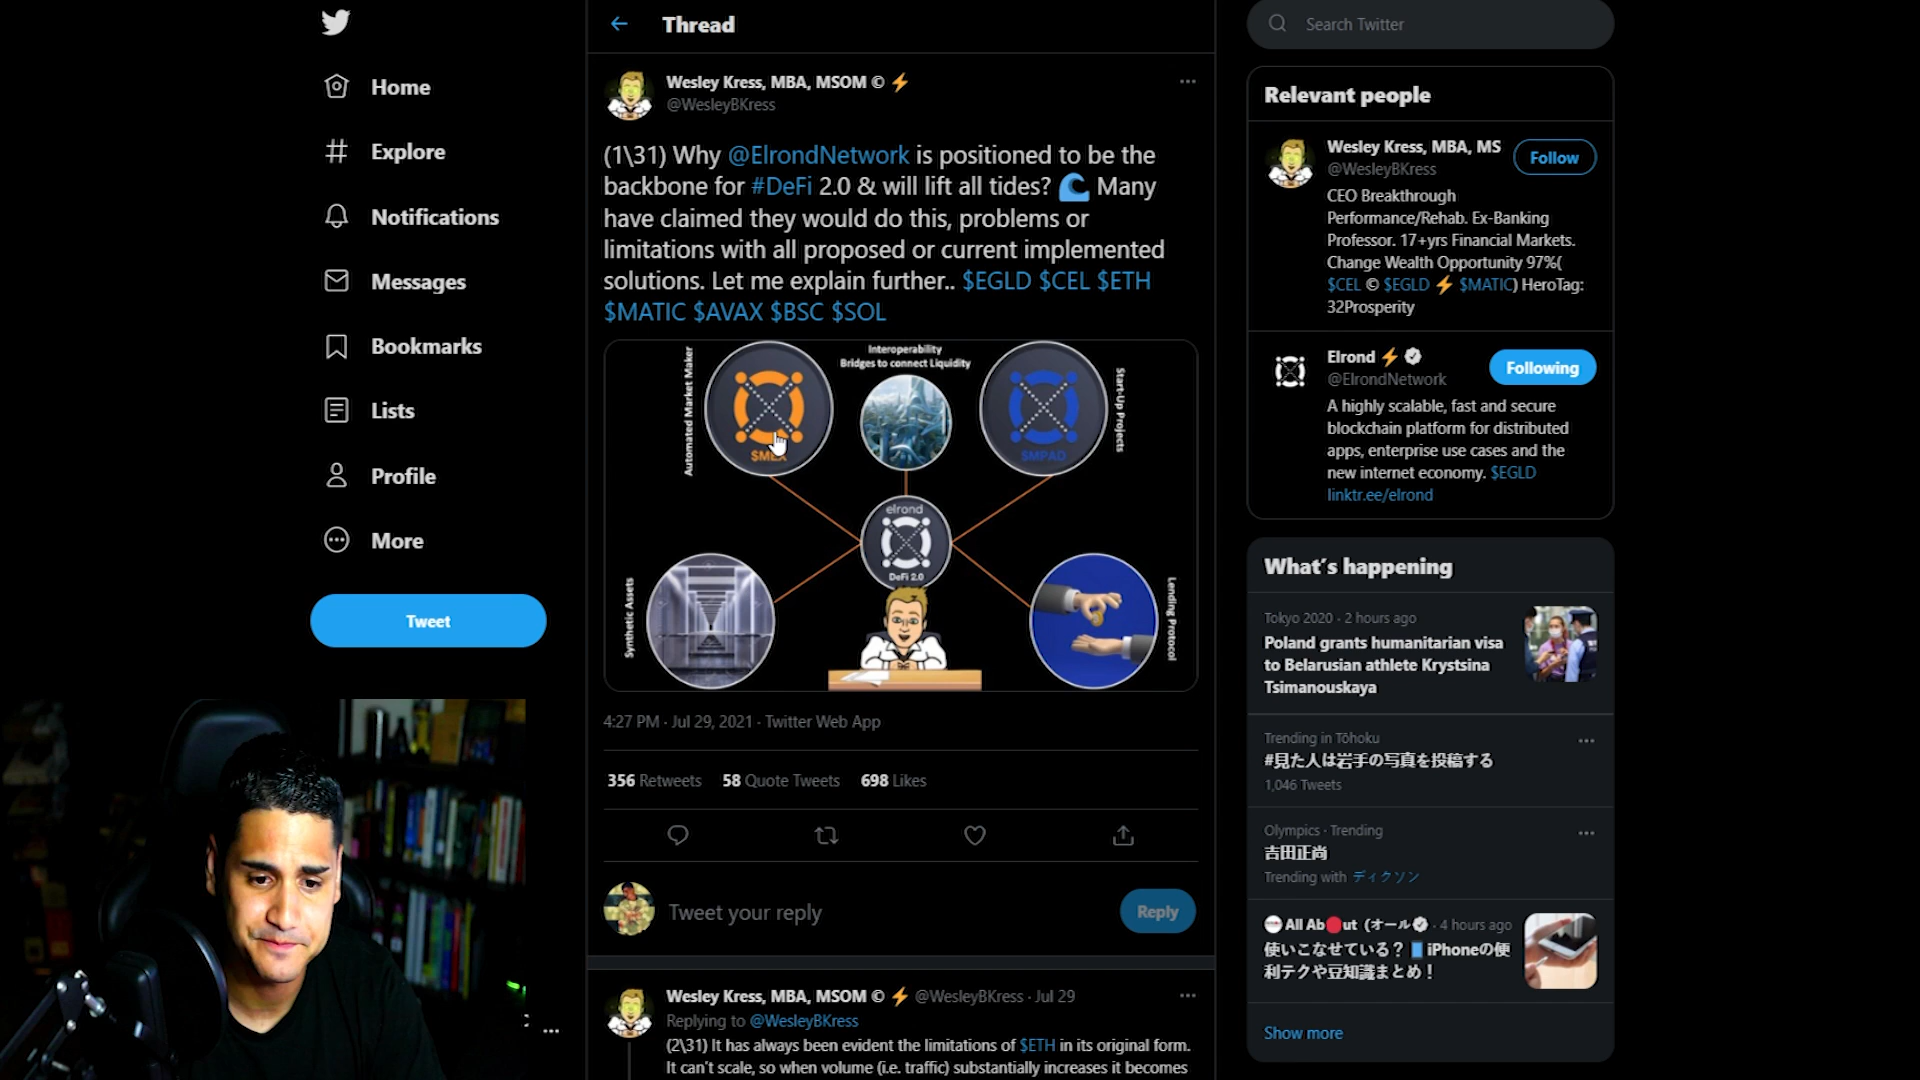 Home
Explore
Notifications
Messages
Bookmarks
Lists
Profile
More
Tweet
Thread
Wesley Kress, MBA, MSOM © ⚡
@WesleyBKress
(1\31) Why @ElrondNetwork is positioned to be the
backbone for #DeFi 2.0 & will lift all tides? 🌊 Many
have claimed they would do this, problems or
limitations with all proposed or current implemented
solutions. Let me explain further.. $EGLD $CEL $ETH
$MATIC $AVAX $BSC $SOL
Automated Market Maker
Interoperability
Bridges to connect Liquidity
Start-Up Projects
$MPAD
elrond
DeFi 2.0
Synthetic Assets
Lending Protocol
4:27 PM · Jul 29, 2021 · Twitter Web App
356 Retweets 58 Quote Tweets 698 Likes
Tweet your reply
Reply
Wesley Kress, MBA, MSOM © ⚡ @WesleyBKress · Jul 29
Replying to @WesleyBKress
(2\31) It has always been evident the limitations of $ETH in its original form.
It can't scale, so when volume (i.e. traffic) substantially increases it becomes
Search Twitter
Relevant people
Wesley Kress, MBA, MS
Follow
@WesleyBKress
CEO Breakthrough
Performance/Rehab. Ex-Banking
Professor. 17+yrs Financial Markets.
Change Wealth Opportunity 97%(
$CEL © $EGLD ⚡ $MATIC) HeroTag:
32Prosperity
Elrond ⚡
Following
@ElrondNetwork
A highly scalable, fast and secure
blockchain platform for distributed
apps, enterprise use cases and the
new internet economy. $EGLD
linktr.ee/elrond
What's happening
Tokyo 2020 · 2 hours ago
Poland grants humanitarian visa
to Belarusian athlete Krystsina
Tsimanouskaya
Trending in Tōhoku
#見た人は岩手の写真を投稿する
1,046 Tweets
Olympics · Trending
吉田正尚
Trending with ディクソン
All Ab🔴ut (オール · 4 hours ago
使いこなせている？📱iPhoneの便
利テクや豆知識まとめ！
Show more